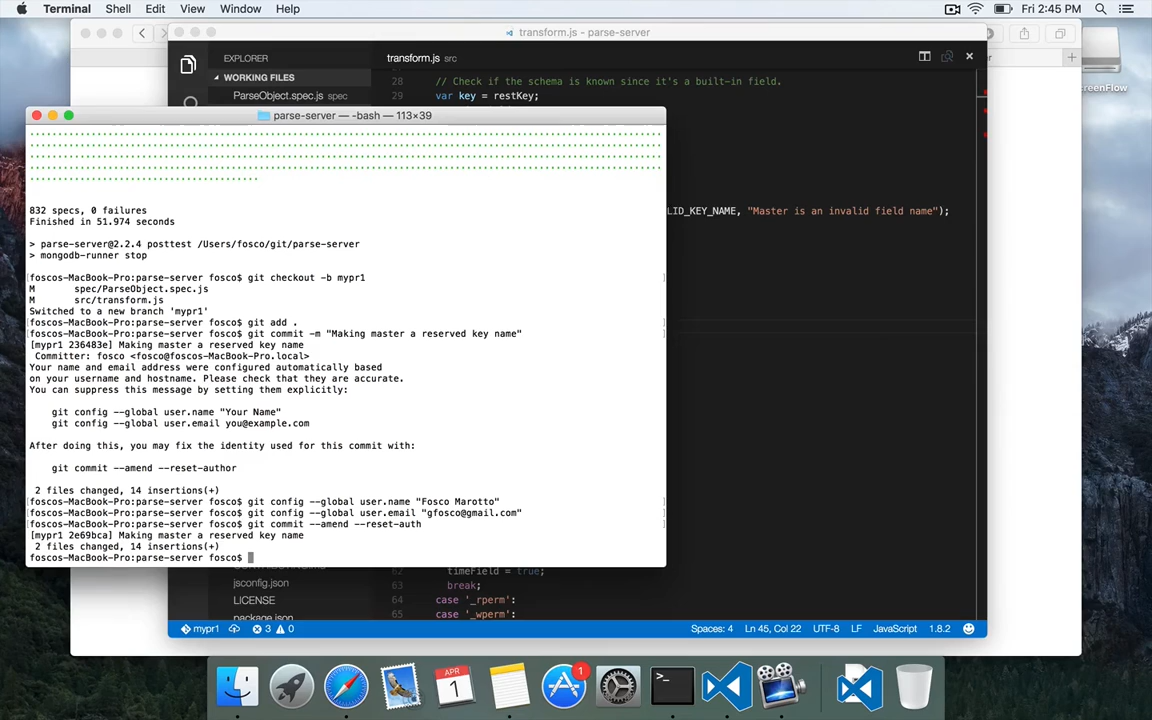 Terminal Shell Edit View Window Help Fri 2:45 PM
transform.js - parse-server
EXPLORER
transform.js src
WORKING FILES
ParseObject.spec.js spec
28 // Check if the schema is known since it's a built-in field.
29 var key = restKey;
reenFlow
parse-server — -bash — 113×39
832 specs, 0 failures
Finished in 51.974 seconds
> parse-server@2.2.4 posttest /Users/fosco/git/parse-server
> mongodb-runner stop
LID_KEY_NAME, "Master is an invalid field name");
foscos-MacBook-Pro:parse-server fosco$ git checkout -b mypr1
M spec/ParseObject.spec.js
M src/transform.js
Switched to a new branch 'mypr1'
foscos-MacBook-Pro:parse-server fosco$ git add .
foscos-MacBook-Pro:parse-server fosco$ git commit -m "Making master a reserved key name"
[mypr1 236483e] Making master a reserved key name
Committer: fosco <fosco@foscos-MacBook-Pro.local>
Your name and email address were configured automatically based
on your username and hostname. Please check that they are accurate.
You can suppress this message by setting them explicitly:
git config --global user.name "Your Name"
git config --global user.email you@example.com
After doing this, you may fix the identity used for this commit with:
git commit --amend --reset-author
2 files changed, 14 insertions(+)
foscos-MacBook-Pro:parse-server fosco$ git config --global user.name "Fosco Marotto"
foscos-MacBook-Pro:parse-server fosco$ git config --global user.email "gfosco@gmail.com"
foscos-MacBook-Pro:parse-server fosco$ git commit --amend --reset-auth
[mypr1 2e69bca] Making master a reserved key name
2 files changed, 14 insertions(+)
foscos-MacBook-Pro:parse-server fosco$
timeField = true;
jsconfig.json
63 break;
LICENSE
64 case '_rperm':
package.json
65 case '_wperm':
mypr1 3 0 Spaces: 4 Ln 45, Col 22 UTF-8 LF JavaScript 1.8.2
APR
1
1